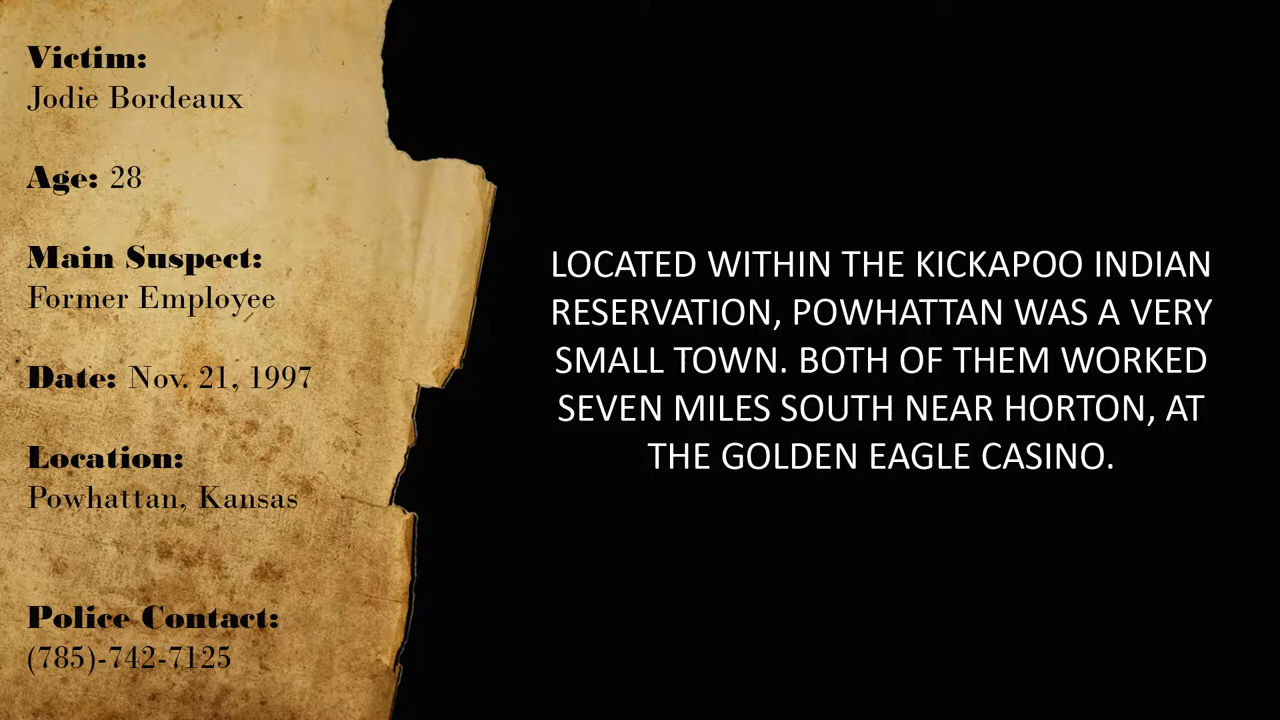 Victim:
Jodie Bordeaux
Age: 28
Main Suspect:
Former Employee
Date: Nov. 21, 1997
Location:
Powhattan, Kansas
Police Contact:
(785)-742-7125
LOCATED WITHIN THE KICKAPOO INDIAN
RESERVATION, POWHATTAN WAS A VERY
SMALL TOWN. BOTH OF THEM WORKED
SEVEN MILES SOUTH NEAR HORTON, AT
THE GOLDEN EAGLE CASINO.